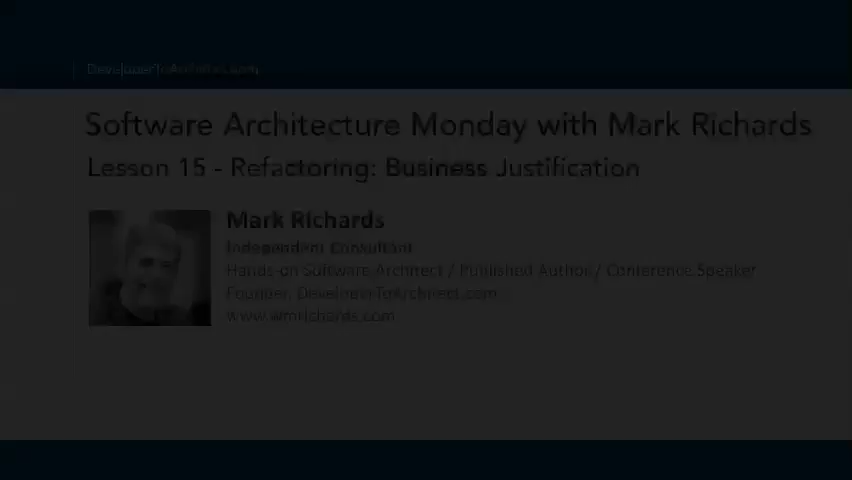 DeveloperToArchitect.com
Software Architecture Monday with Mark Richards
Lesson 15 - Refactoring: Business Justification
Mark Richards
Independent Consultant
Hands-on Software Architect / Published Author / Conference Speaker
Founder, DeveloperToArchitect.com
www.wmrichards.com